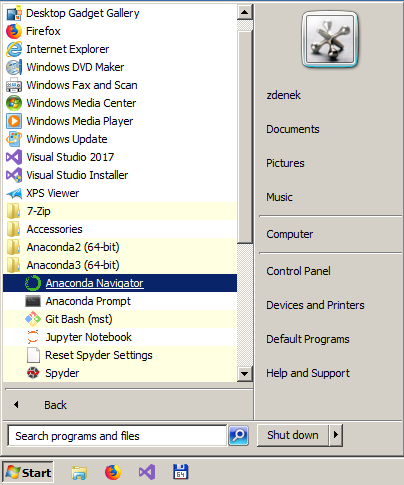 Desktop Gadget Gallery
Firefox
Internet Explorer
Windows DVD Maker
Windows Fax and Scan
Windows Media Center
Windows Media Player
Windows Update
Visual Studio 2017
Visual Studio Installer
XPS Viewer
7-Zip
Accessories
Anaconda2 (64-bit)
Anaconda3 (64-bit)
Anaconda Navigator
Anaconda Prompt
Git Bash (mst)
Jupyter Notebook
Reset Spyder Settings
Spyder
Back
Search programs and files
zdenek
Documents
Pictures
Music
Computer
Control Panel
Devices and Printers
Default Programs
Help and Support
Shut down
Start
64